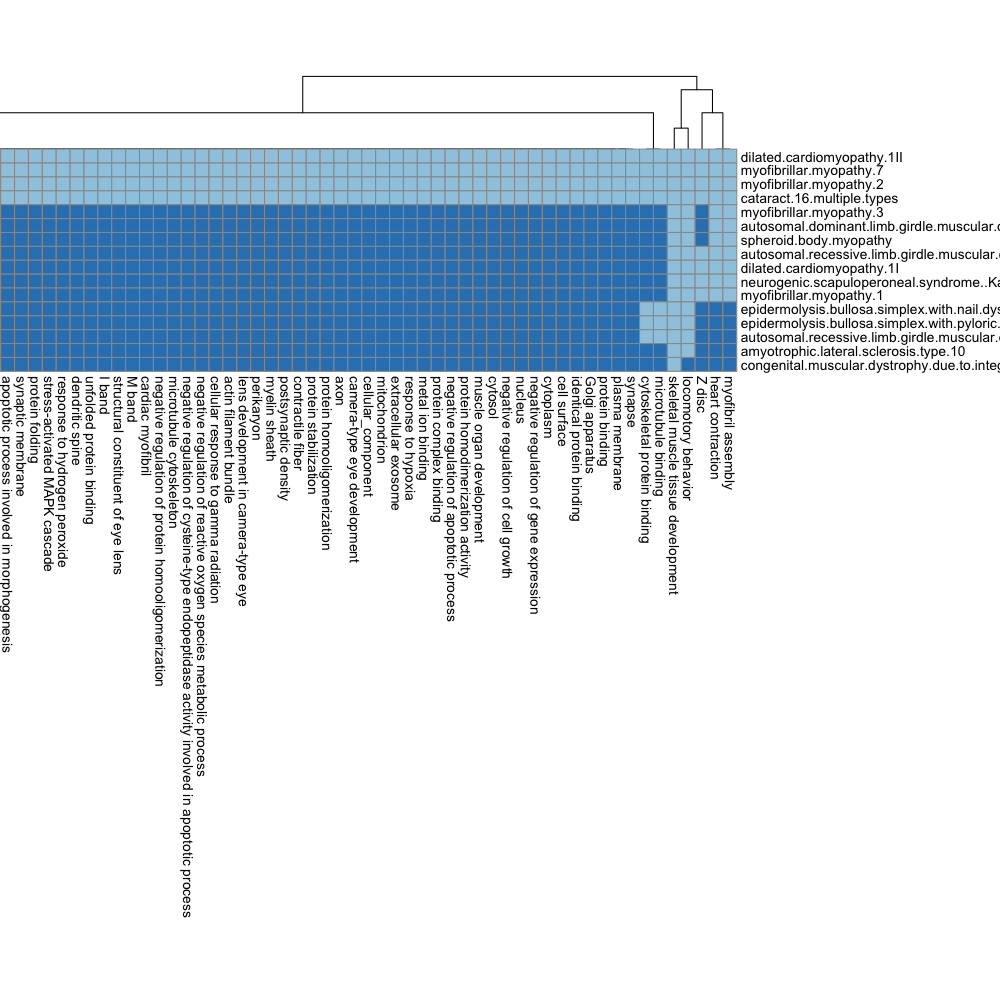 dilated.cardiomyopathy.1II
myofibrillar.myopathy.7
myofibrillar.myopathy.2
cataract.16.multiple.types
myofibrillar.myopathy.3
autosomal.dominant.limb.girdle.muscular.
spheroid.body.myopathy
autosomal.recessive.limb.girdle.muscular.
dilated.cardiomyopathy.1I
neurogenic.scapuloperoneal.syndrome..Ka
myofibrillar.myopathy.1
epidermolysis.bullosa.simplex.with.nail.dys
epidermolysis.bullosa.simplex.with.pyloric.
autosomal.recessive.limb.girdle.muscular.
amyotrophic.lateral.sclerosis.type.10
congenital.muscular.dystrophy.due.to.integ
apoptotic process involved in morphogenesis
synaptic membrane
protein folding
stress-activated MAPK cascade
response to hydrogen peroxide
dendritic spine
unfolded protein binding
I band
structural constituent of eye lens
M band
cardiac myofibril
negative regulation of protein homooligomerization
microtubule cytoskeleton
negative regulation of cysteine-type endopeptidase activity involved in apoptotic process
negative regulation of reactive oxygen species metabolic process
cellular response to gamma radiation
actin filament bundle
lens development in camera-type eye
perikaryon
myelin sheath
postsynaptic density
contractile fiber
protein stabilization
protein homooligomerization
axon
camera-type eye development
cellular_component
mitochondrion
extracellular exosome
response to hypoxia
metal ion binding
protein complex binding
negative regulation of apoptotic process
protein homodimerization activity
muscle organ development
cytosol
negative regulation of cell growth
nucleus
negative regulation of gene expression
cytoplasm
cell surface
identical protein binding
Golgi apparatus
protein binding
plasma membrane
synapse
cytoskeletal protein binding
microtubule binding
skeletal muscle tissue development
locomotory behavior
Z disc
heart contraction
myofibril assembly